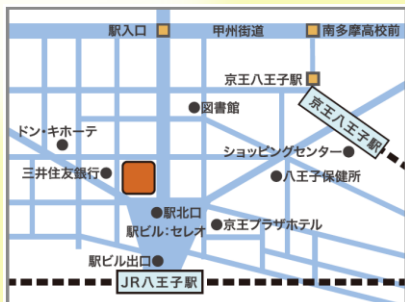 駅入口
甲州街道
南多摩高校前
京王八王子駅
京王八王子駅
図書館
ドン・キホーテ
ショッピングセンター
三井住友銀行
八王子保健所
駅北口
駅ビル:セレオ
京王プラザホテル
駅ビル出口
JR八王子駅